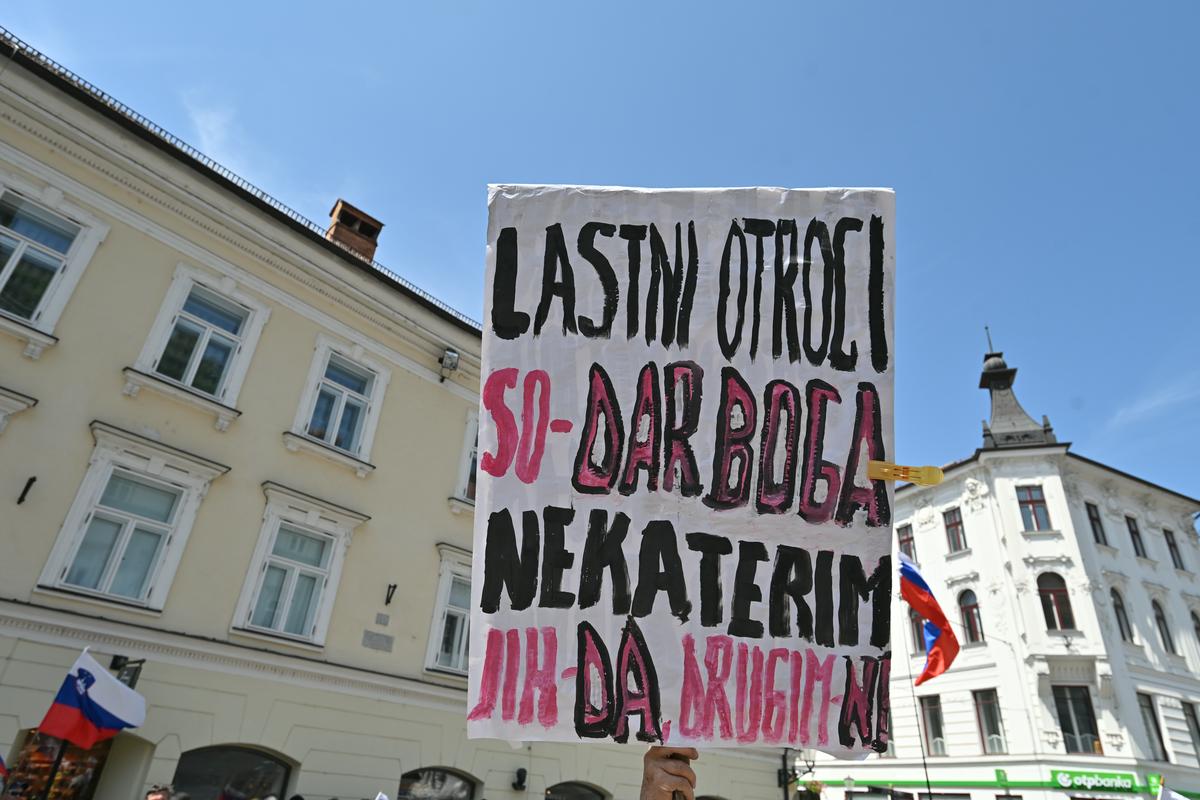 LASTNI OTROCI
SO-DAR BOGA
NEKATERIM
JIH-DA, DRUGIM-NE
otpbanka